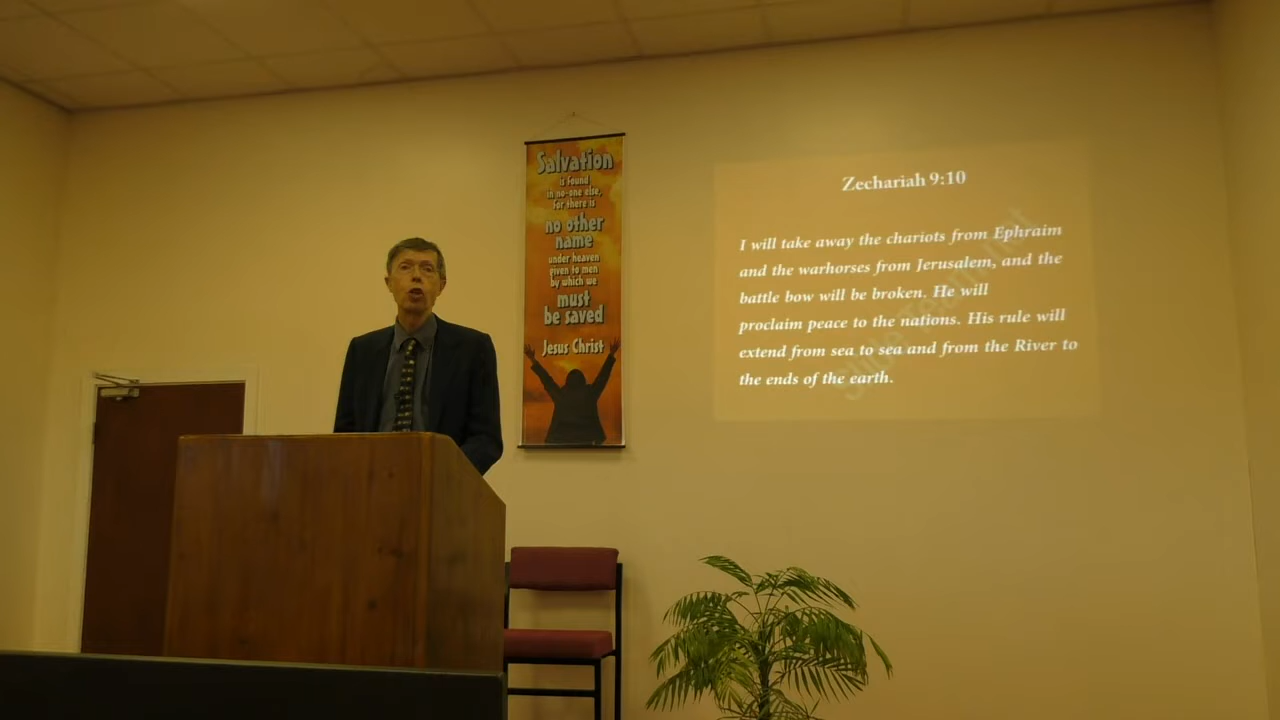 Salvation
is found
in no-one else,
for there is
no other
name
under heaven
given to men
by which we
must
be saved
Jesus Christ
Zechariah 9:10
I will take away the chariots from Ephraim
and the warhorses from Jerusalem, and the
battle bow will be broken. He will
proclaim peace to the nations. His rule will
extend from sea to sea and from the River to
the ends of the earth.